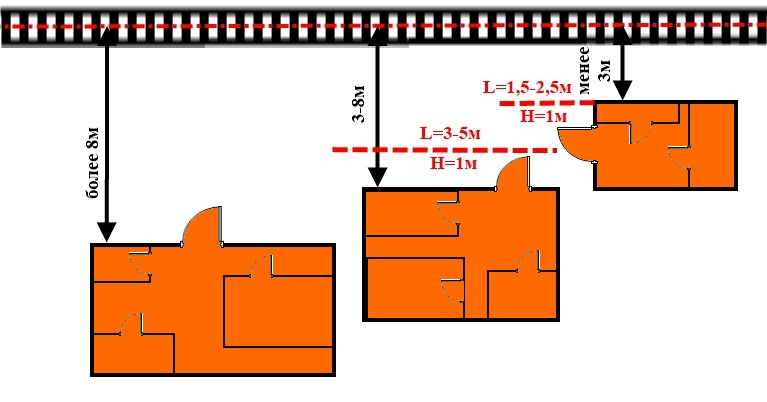 более 8м
3-8м
L=3-5м
H=1м
L=1,5-2,5м
H=1м
менее
3м